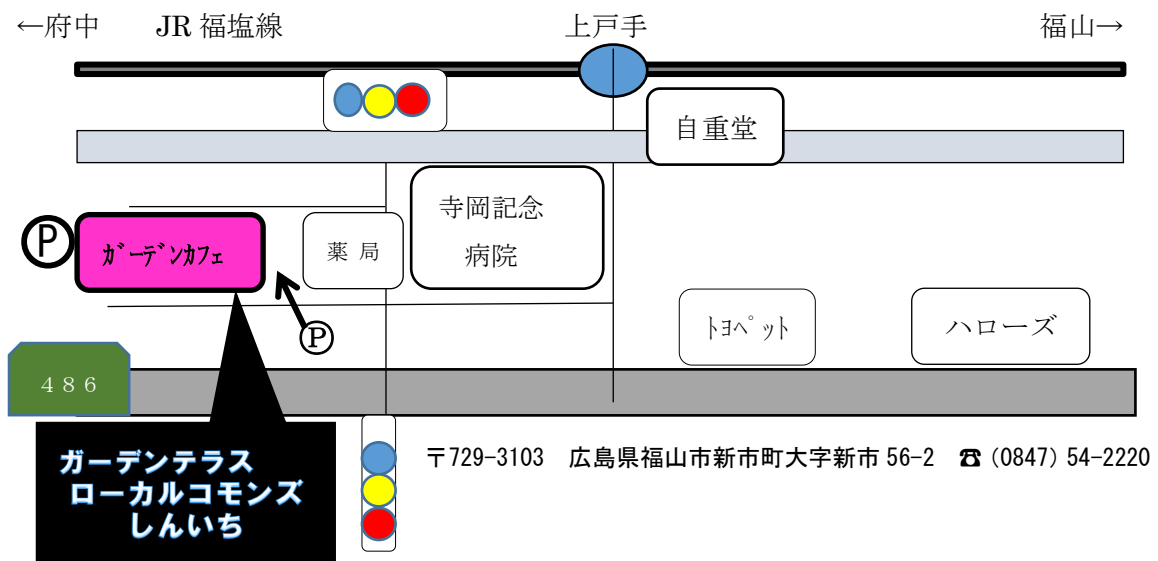 ←府中 JR 福塩線 上戸手 福山→
自重堂
寺岡記念
病院
Ⓟ
ｶﾞｰﾃﾞﾝｶﾌｪ
薬局
Ⓟ
ﾄﾖﾍﾟｯﾄ
ハローズ
４８６
ガーデンテラス
ローカルコモンズ
しんいち
〒729-3103 広島県福山市新市町大字新市 56-2 ☎ (0847) 54-2220